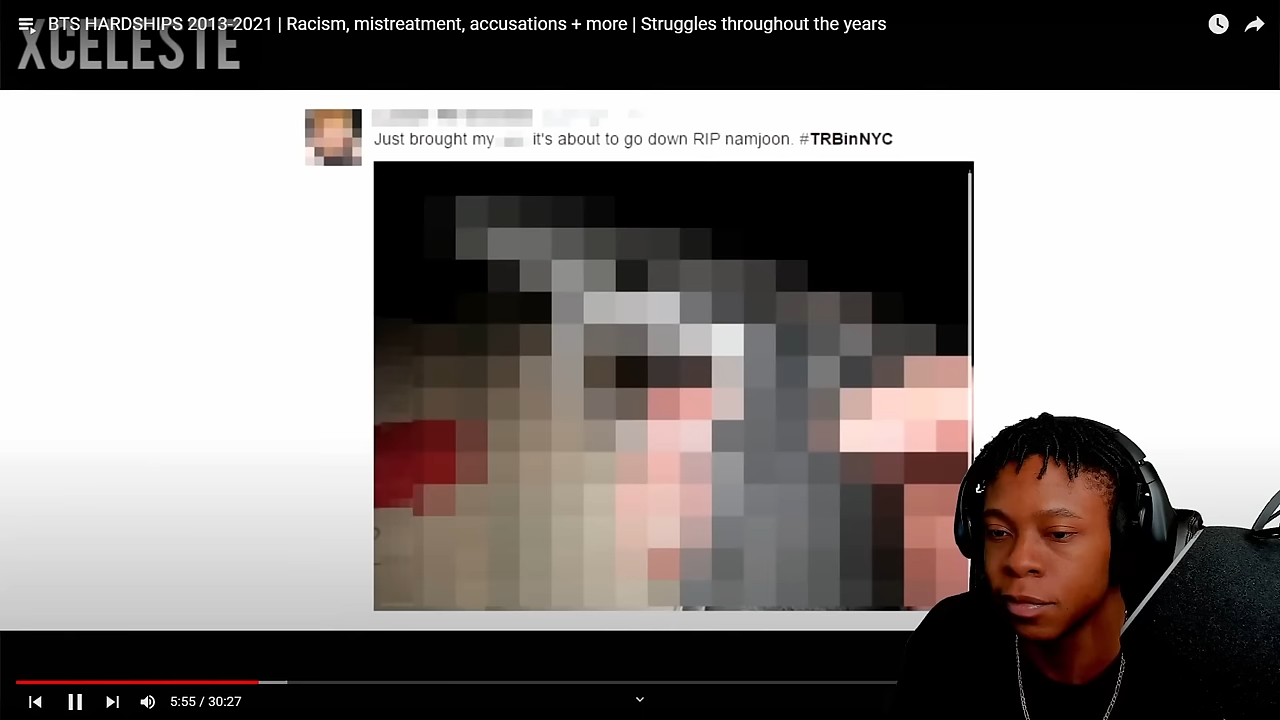 BTS HARDSHIPS 2013-2021 | Racism, mistreatment, accusations + more | Struggles throughout the years
XCELESTE
Just brought my it's about to go down RIP namjoon. #TRBinNYC
5:55 / 30:27